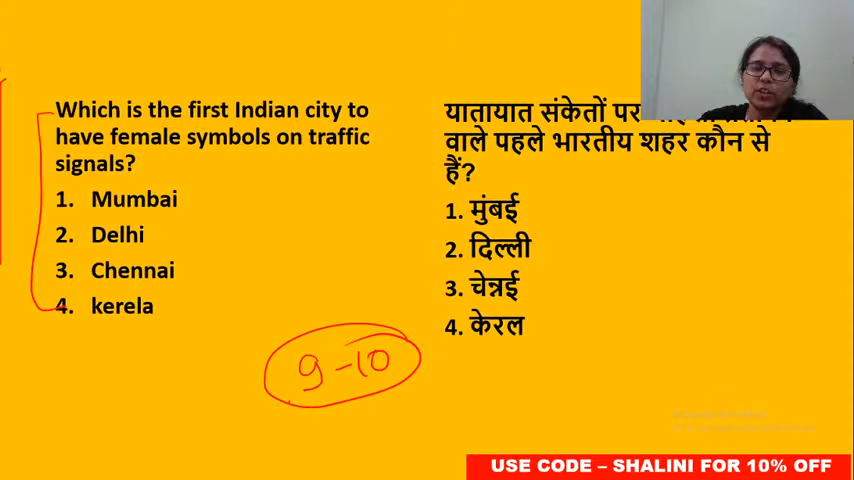 Which is the first Indian city to
have female symbols on traffic
signals?
1. Mumbai
2. Delhi
3. Chennai
4. kerela
9-10
यातायात संकेतों पर
वाले पहले भारतीय शहर कौन से
हैं?
1. मुंबई
2. दिल्ली
3. चेन्नई
4. केरल
USE CODE – SHALINI FOR 10% OFF